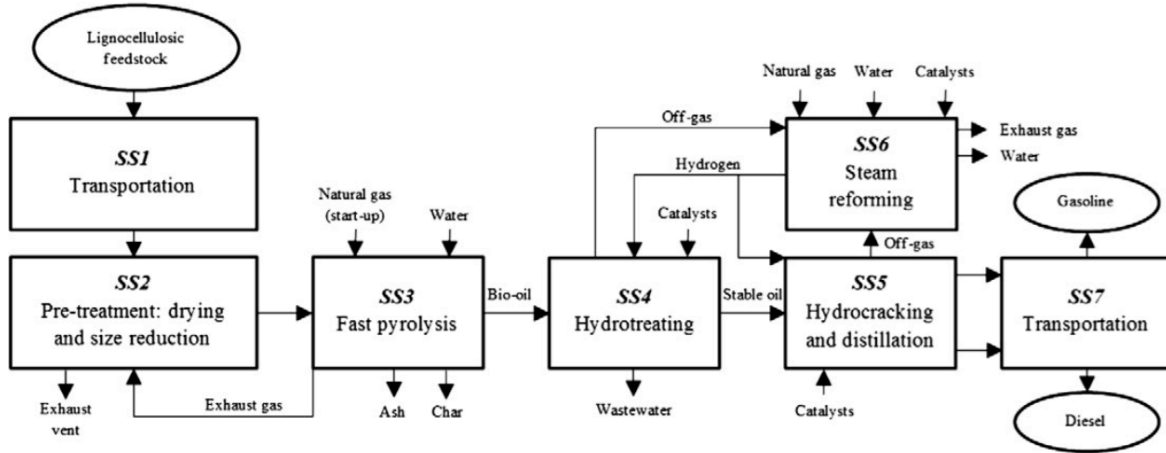 Lignocellulosic
feedstock
SS1
Transportation
SS2
Pre-treatment: drying
and size reduction
Exhaust
vent
Exhaust gas
Natural gas
(start-up)
Water
SS3
Fast pyrolysis
Ash
Char
Bio-oil
Off-gas
Hydrogen
Catalysts
SS4
Hydrotreating
Wastewater
Stable oil
Natural gas
Water
Catalysts
SS6
Steam
reforming
Exhaust gas
Water
Off-gas
SS5
Hydrocracking
and distillation
Catalysts
Gasoline
SS7
Transportation
Diesel